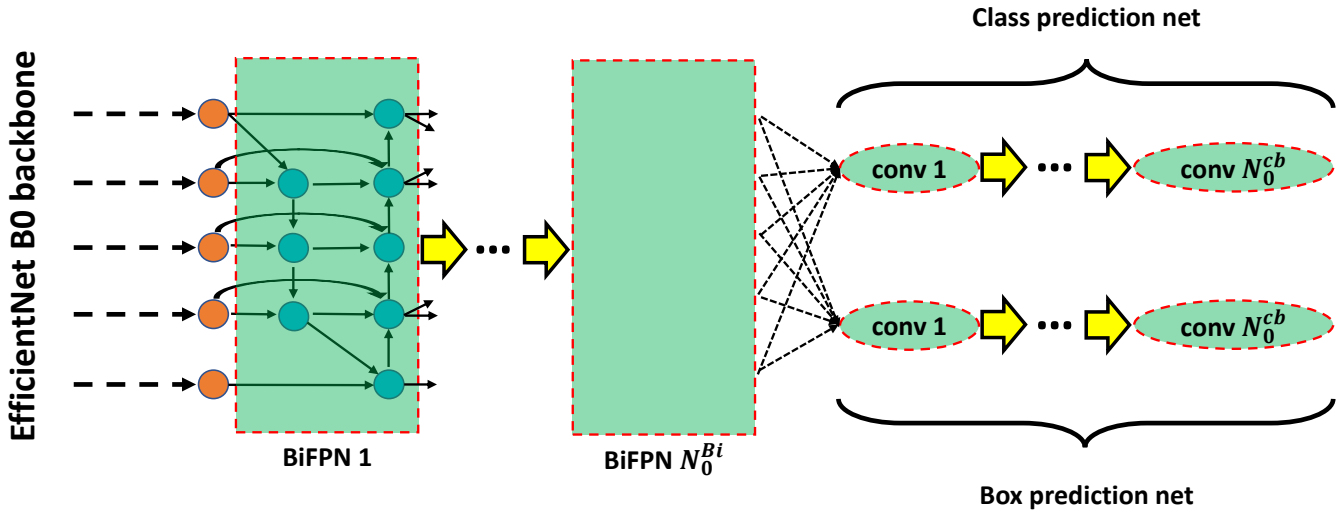 Class prediction net
EfficientNet B0 backbone
conv 1
...
conv $N_0^{cb}$
...
...
conv 1
...
conv $N_0^{cb}$
BiFPN 1
BiFPN $N_0^{Bi}$
Box prediction net